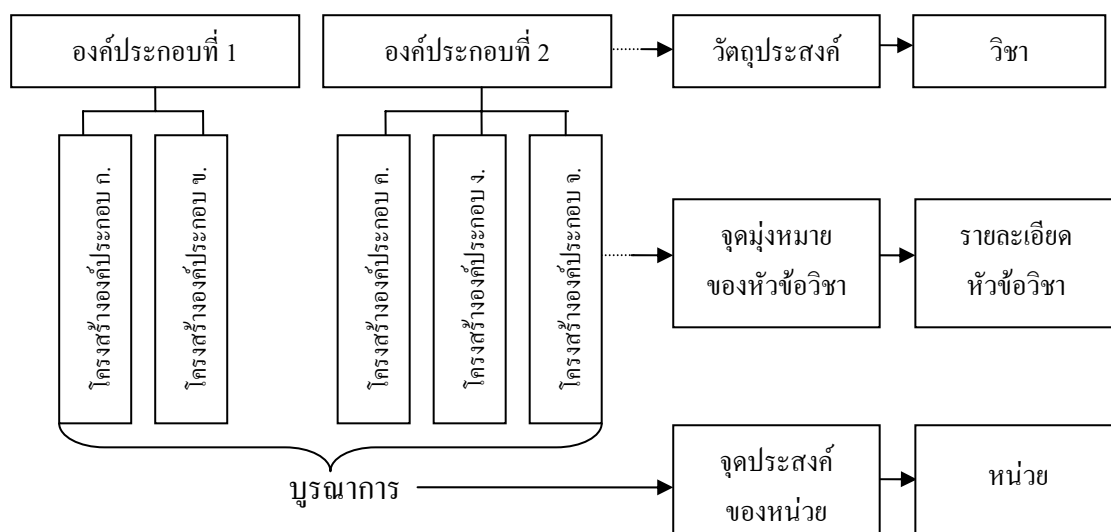 องค์ประกอบที่ 1
องค์ประกอบที่ 2
วัตถุประสงค์
วิชา
โครงสร้างองค์ประกอบ ก.
โครงสร้างองค์ประกอบ ข.
โครงสร้างองค์ประกอบ ค.
โครงสร้างองค์ประกอบ ง.
โครงสร้างองค์ประกอบ จ.
จุดมุ่งหมาย
ของหัวข้อวิชา
รายละเอียด
หัวข้อวิชา
บูรณาการ
จุดประสงค์
ของหน่วย
หน่วย